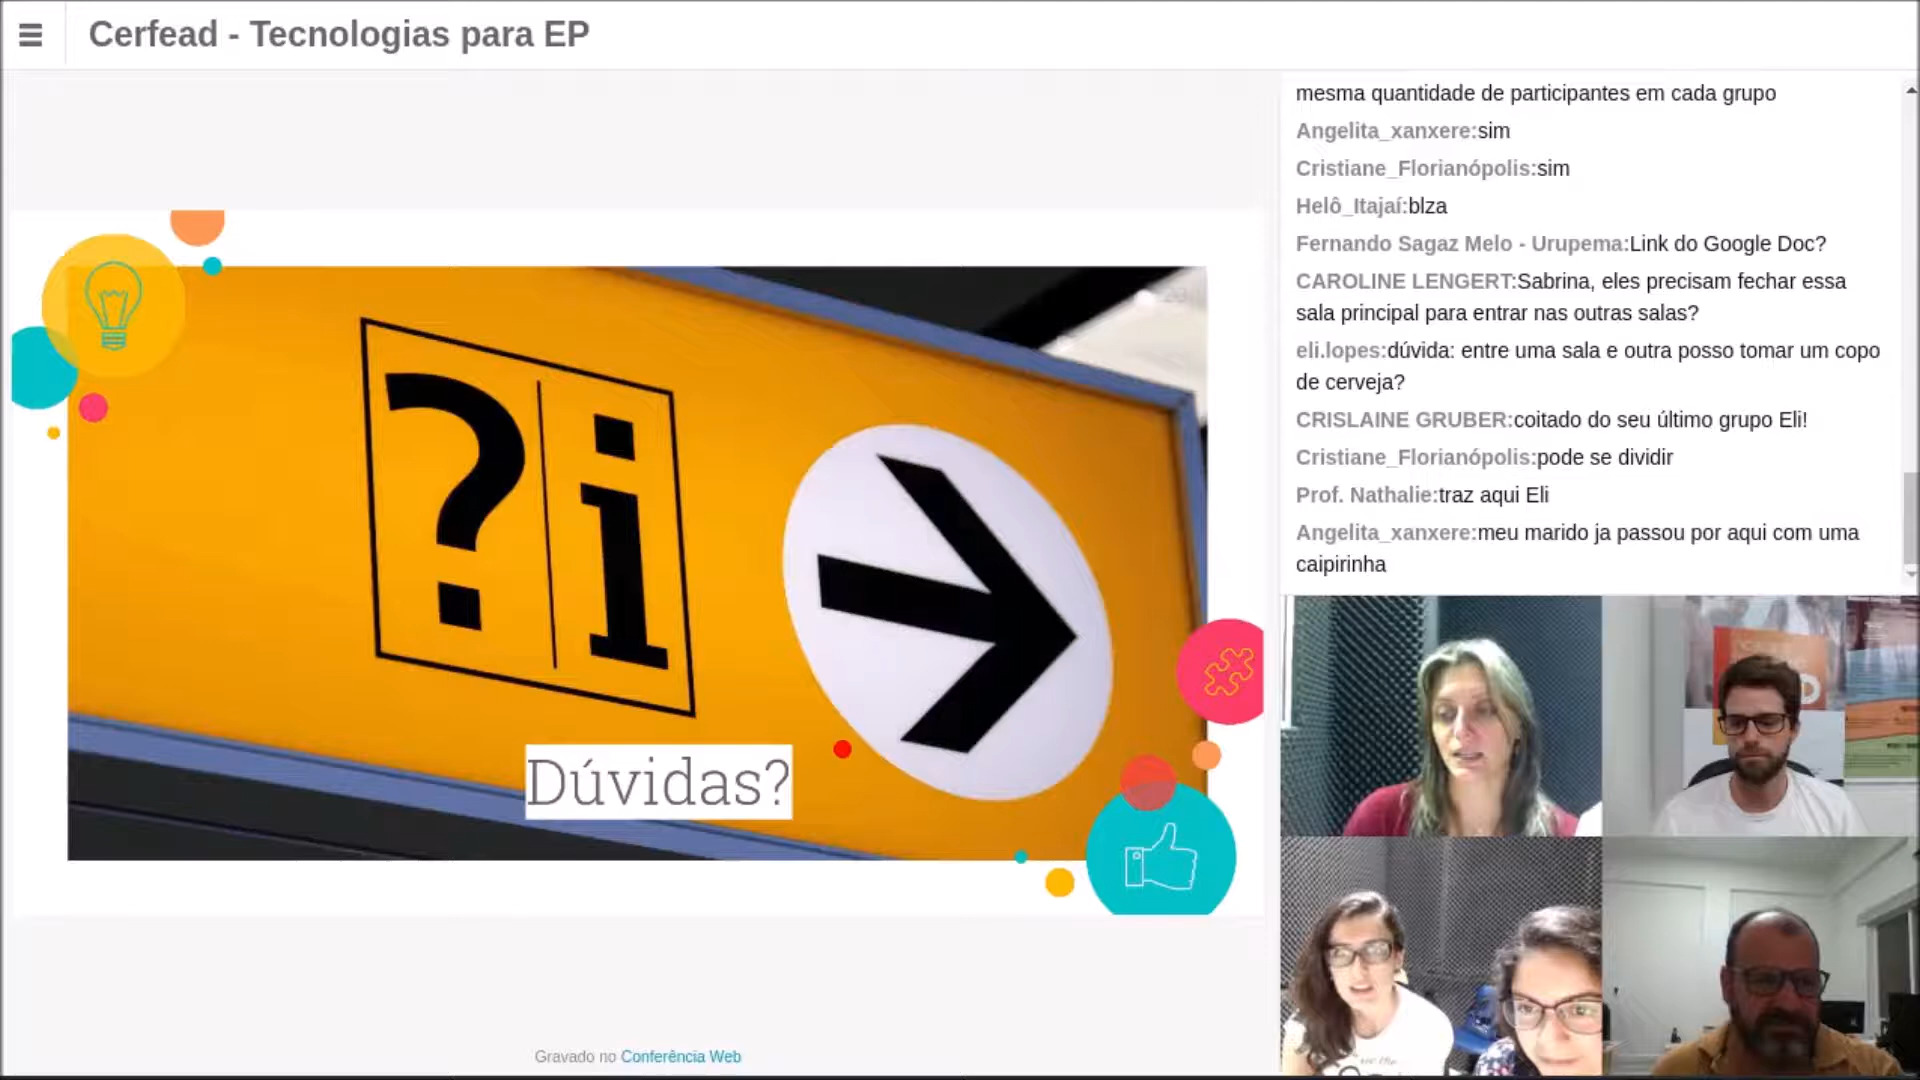 Cerfead - Tecnologias para EP
mesma quantidade de participantes em cada grupo
Angelita_xanxere:sim
Cristiane_Florianópolis:sim
Helô_Itajaí:blza
Fernando Sagaz Melo - Urupema:Link do Google Doc?
CAROLINE LENGERT:Sabrina, eles precisam fechar essa
sala principal para entrar nas outras salas?
eli.lopes:dúvida: entre uma sala e outra posso tomar um copo
de cerveja?
CRISLAINE GRUBER:coitado do seu último grupo Eli!
Cristiane_Florianópolis:pode se dividir
Prof. Nathalie:traz aqui Eli
Angelita_xanxere:meu marido ja passou por aqui com uma
caipirinha
? i
Dúvidas?
Gravado no Conferência Web